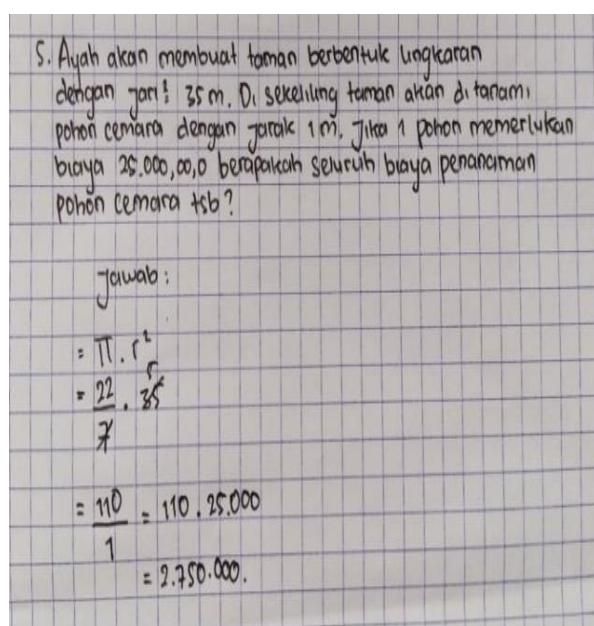 5. Ayah akan membuat taman berbentuk lingkaran
dengan jari² 35 m. Di sekeliling taman akan di tanami
pohon cemara dengan jarak 1 m. Jika 1 pohon memerlukan
biaya 25.000,00,0 berapakah seluruh biaya penanaman
pohon cemara tsb?
Jawab :
= π . r²
= 22/7 . 35 5
= 110/1 = 110 . 25.000
= 2.750.000.